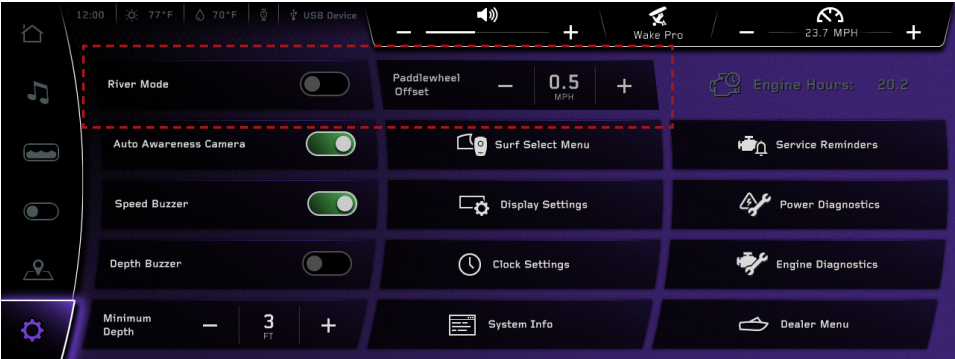 12:00 77°F 70°F USB Device
Wake Pro
23.7 MPH
River Mode
Paddlewheel
Offset
0.5
MPH
Engine Hours: 20.2
Auto Awareness Camera
Surf Select Menu
Service Reminders
Speed Buzzer
Display Settings
Power Diagnostics
Depth Buzzer
Clock Settings
Engine Diagnostics
Minimum
Depth
3
FT
System Info
Dealer Menu